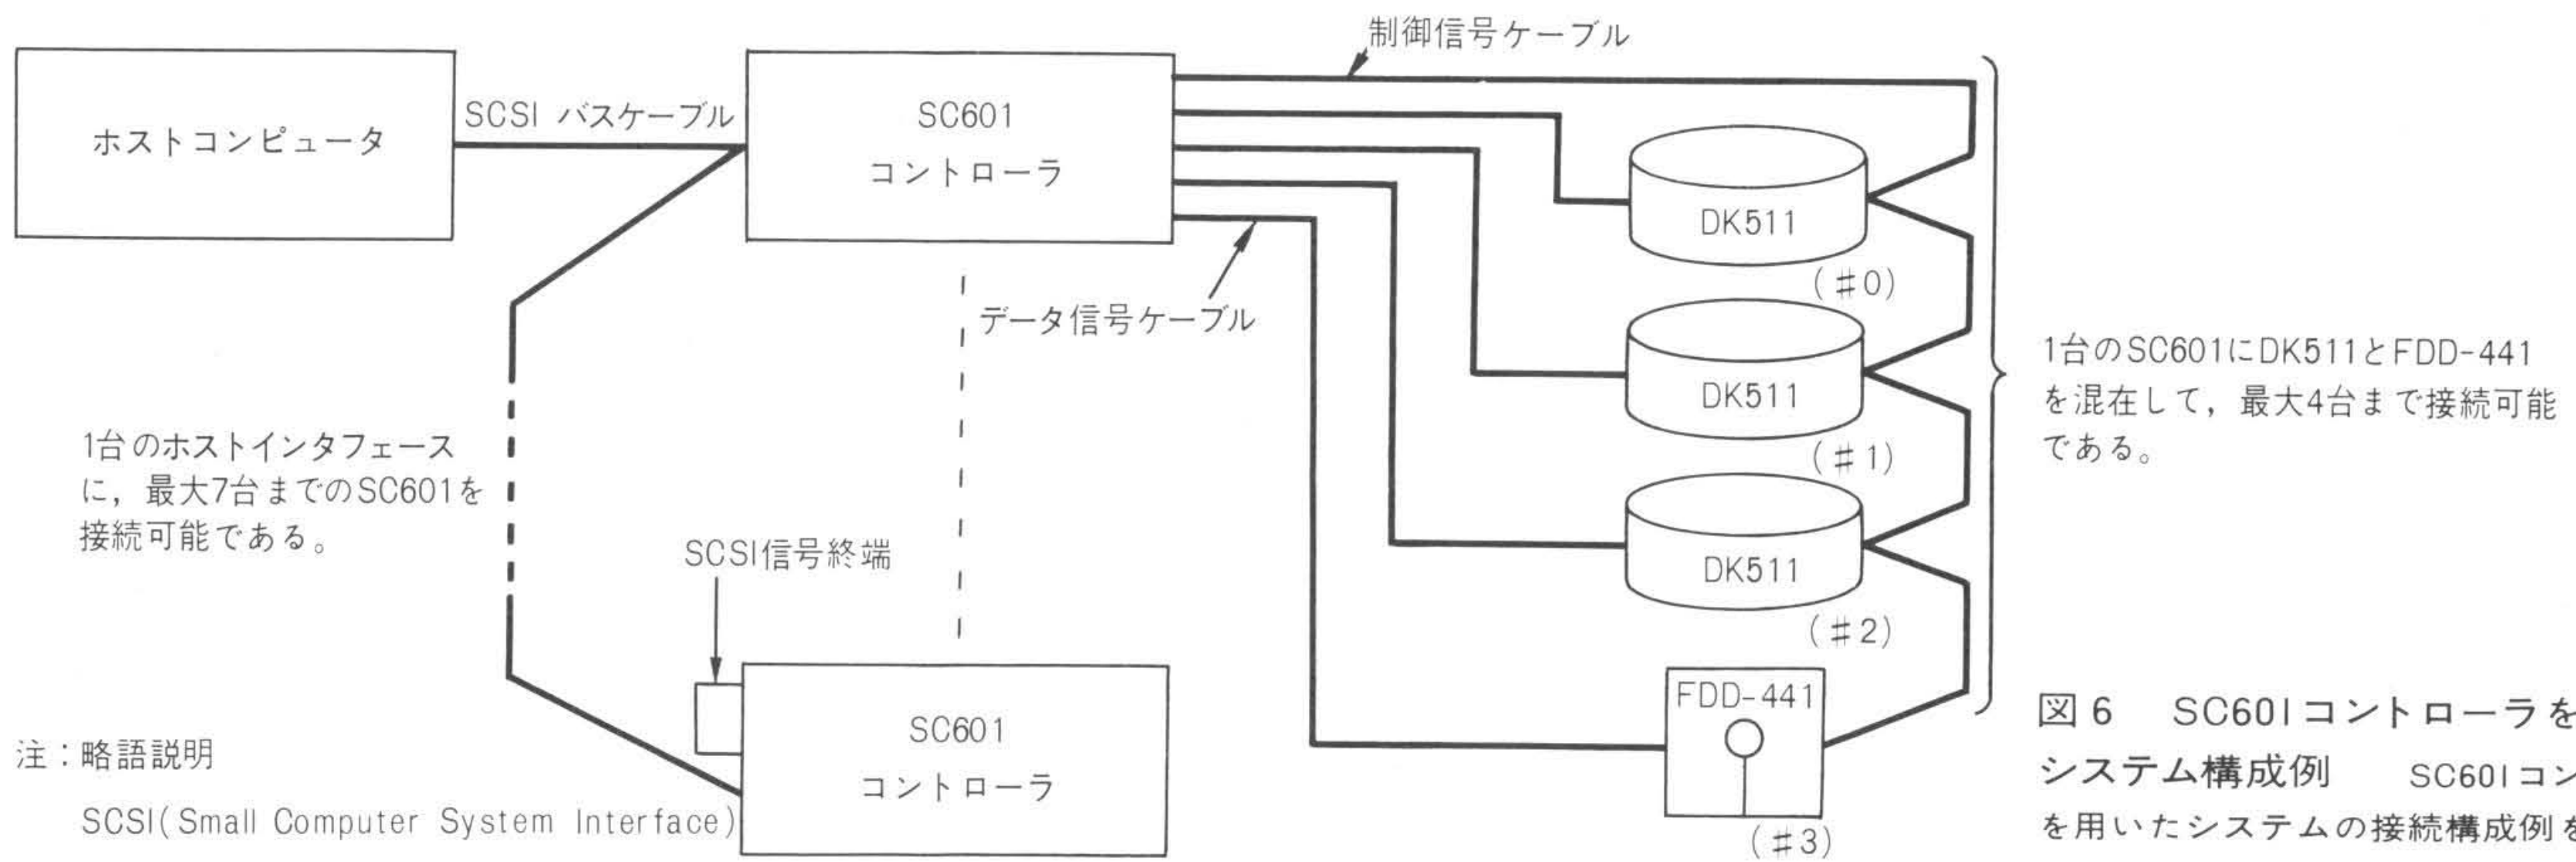 制御信号ケーブル
ホストコンピュータ
SCSI バスケーブル
SC601
コントローラ
データ信号ケーブル
DK511
(#0)
DK511
(#1)
DK511
(#2)
FDD-441
(#3)
1台のSC601にDK511とFDD-441
を混在して，最大4台まで接続可能
である。
1台のホストインタフェース
に，最大7台までのSC601を
接続可能である。
SCSI信号終端
SC601
コントローラ
注：略語説明
SCSI(Small Computer System Interface)
図6 SC601コントローラを
システム構成例 SC601コン
を用いたシステムの接続構成例を